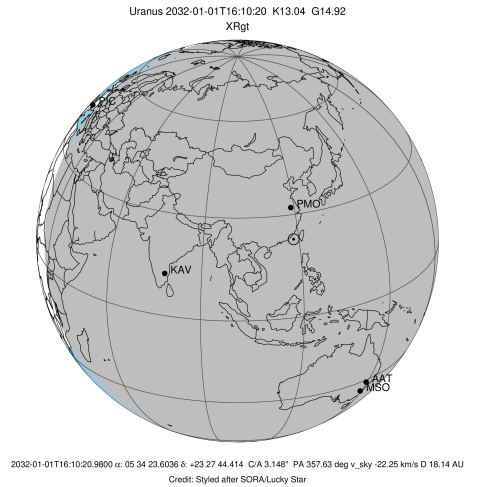 Uranus 2032-01-01T16:10:20 K13.04 G14.92
XRgt
PMO
KAV
AAT
MSO
2032-01-01T16:10:20.9800 α: 05 34 23.6036 δ: +23 27 44.414 C/A 3.148" PA 357.63 deg v_sky -22.25 km/s D 18.14 AU
Credit: Styled after SORA/Lucky Star